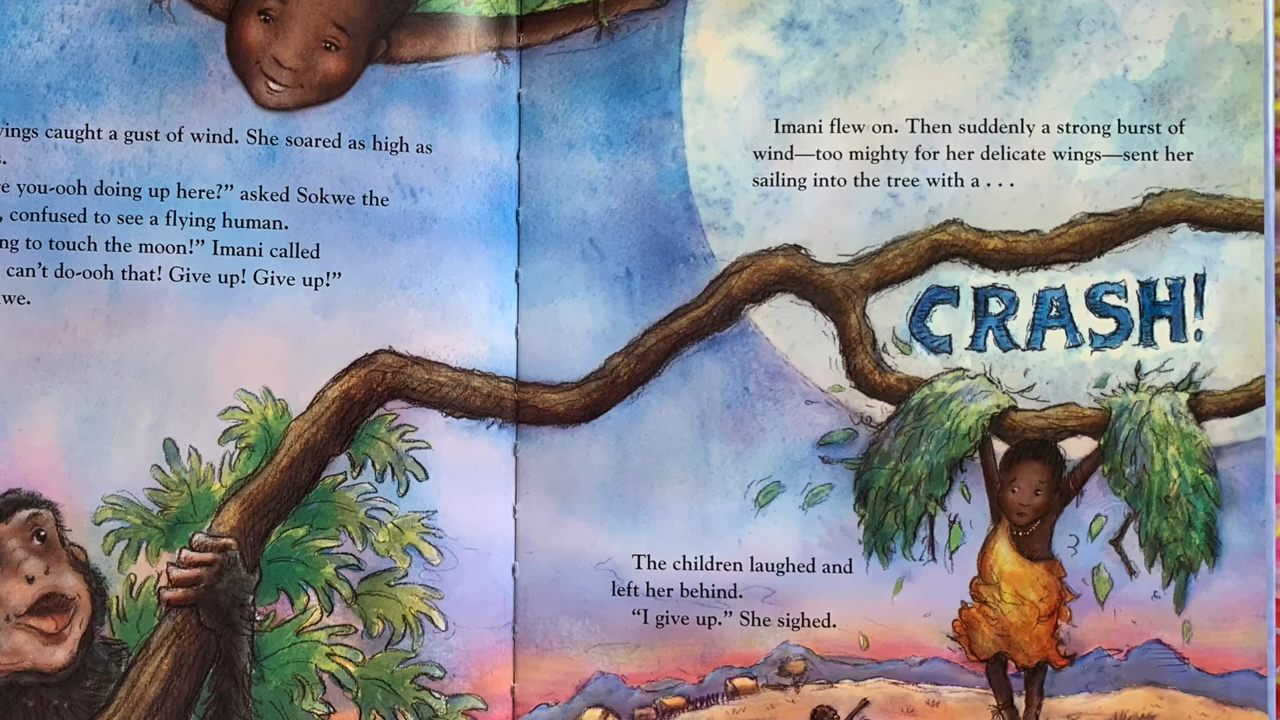 caught a gust of wind. She soared as high as
you-ooh doing up here?” asked Sokwe the
, confused to see a flying human.
to touch the moon!” Imani called
can’t do-ooh that! Give up! Give up!”
Imani flew on. Then suddenly a strong burst of
wind—too mighty for her delicate wings—sent her
sailing into the tree with a . . .
CRASH!
The children laughed and
left her behind.
“I give up.” She sighed.